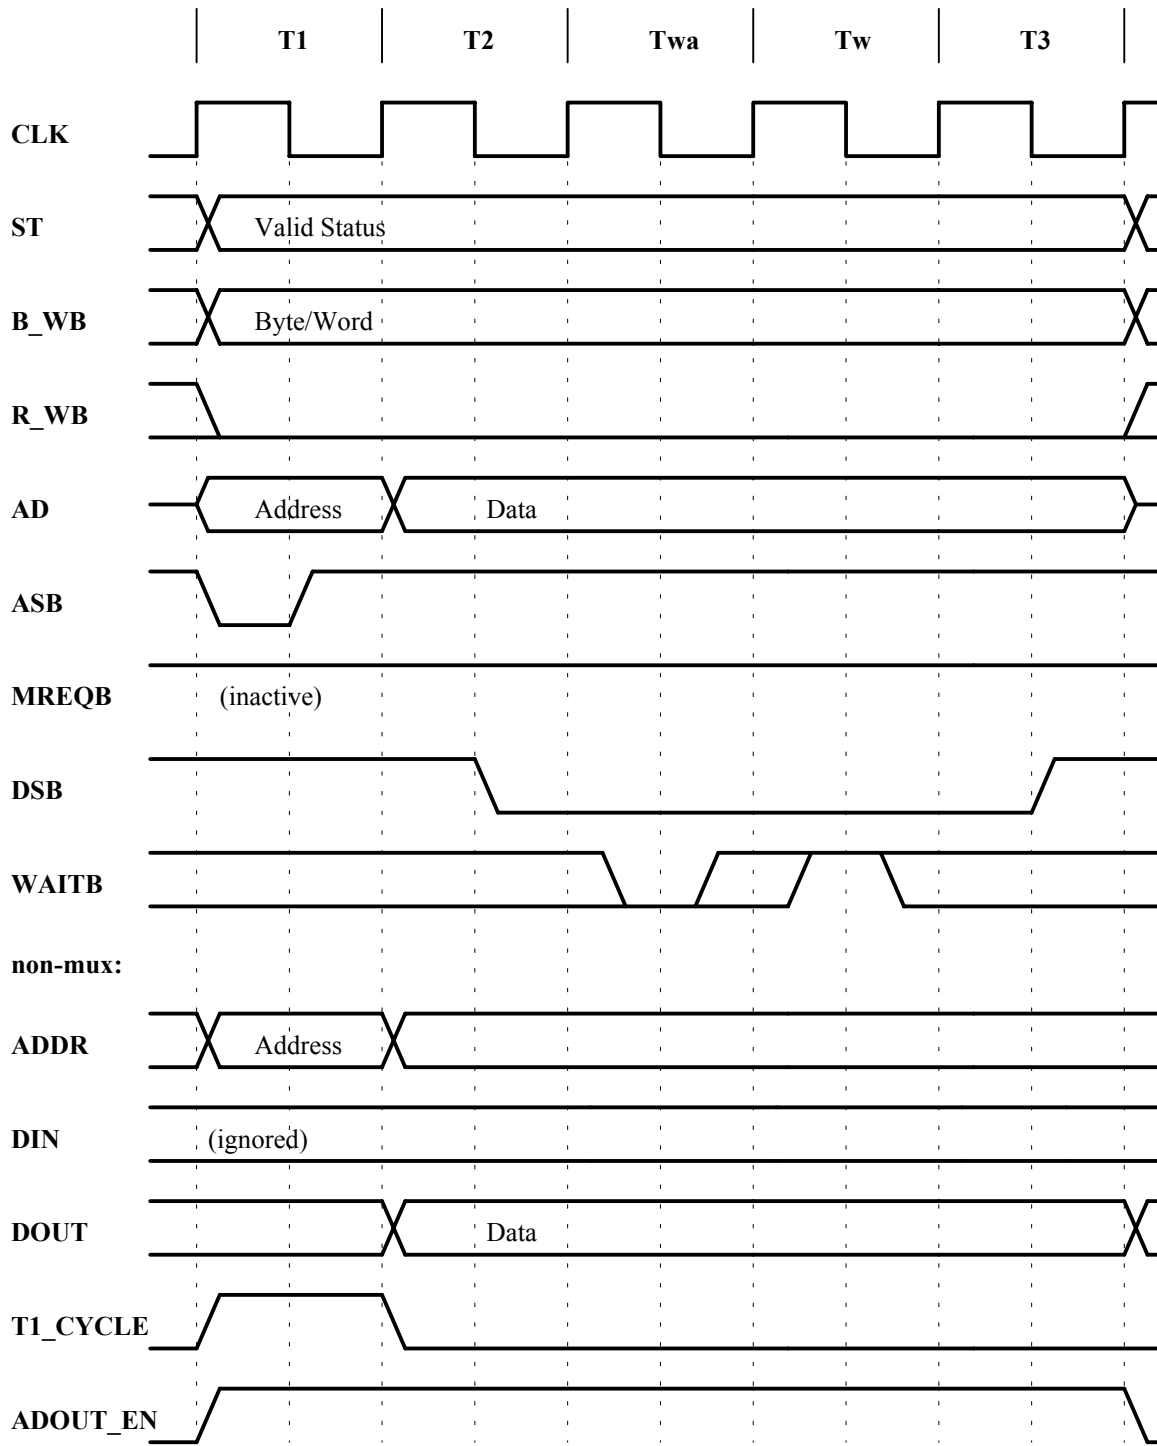 T1 T2 Twa Tw T3
CLK
ST Valid Status
B_WB Byte/Word
R_WB
AD Address Data
ASB
MREQB (inactive)
DSB
WAITB
non-mux:
ADDR Address
DIN (ignored)
DOUT Data
T1_CYCLE
ADOUT_EN